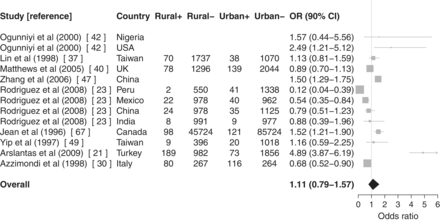 Study [reference] Country Rural+ Rural− Urban+ Urban− OR (90% CI)
Ogunniyi et al (2000) [ 42 ] Nigeria 1.57 (0.44–5.56)
Ogunniyi et al (2000) [ 42 ] USA 2.49 (1.21–5.12)
Lin et al (1998) [ 37 ] Taiwan 70 1737 38 1070 1.13 (0.81–1.59)
Matthews et al (2005) [ 40 ] UK 78 1296 139 2044 0.89 (0.70–1.13)
Zhang et al (2006) [ 47 ] China 1.50 (1.29–1.75)
Rodriguez et al (2008) [ 23 ] Peru 2 550 41 1338 0.12 (0.04–0.39)
Rodriguez et al (2008) [ 23 ] Mexico 22 978 40 962 0.54 (0.35–0.84)
Rodriguez et al (2008) [ 23 ] China 24 978 35 1125 0.79 (0.51–1.23)
Rodriguez et al (2008) [ 23 ] India 8 991 9 977 0.88 (0.39–1.96)
Jean et al (1996) [ 67 ] Canada 98 45724 121 85724 1.52 (1.21–1.90)
Yip et al (1997) [ 49 ] Taiwan 9 396 20 1018 1.16 (0.59–2.25)
Arslantas et al (2009) [ 21 ] Turkey 189 982 73 1856 4.89 (3.87–6.19)
Azzimondi et al (1998) [ 30 ] Italy 80 267 116 264 0.68 (0.52–0.90)
Overall 1.11 (0.79–1.57)
0 1 2 3 4 5 6
Odds ratio